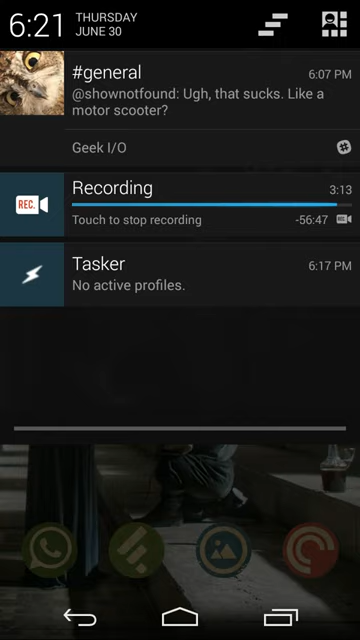 6:21 THURSDAY
JUNE 30
#general 6:07 PM
@shownotfound: Ugh, that sucks. Like a
motor scooter?
Geek I/O
REC. Recording 3:13
Touch to stop recording -56:47 REC
Tasker 6:17 PM
No active profiles.